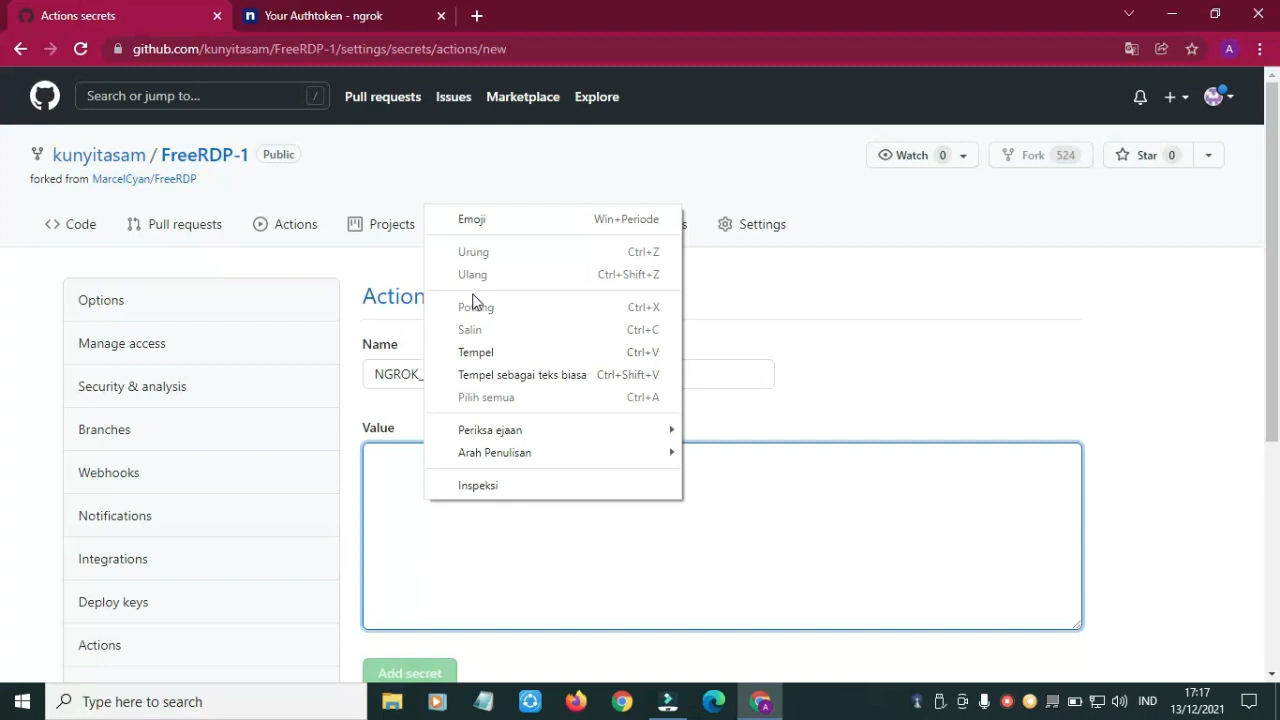 Actions secrets
Your Authtoken - ngrok
github.com/kunyitasam/FreeRDP-1/settings/secrets/actions/new
A
Search or jump to...
/
Pull requests
Issues
Marketplace
Explore
kunyitasam / FreeRDP-1
Public
Watch 0
Fork 524
Star 0
forked from MarcelCyan/FreeRDP
Code
Pull requests
Actions
Projects
Settings
Emoji Win+Periode
Urung Ctrl+Z
Ulang Ctrl+Shift+Z
Potong Ctrl+X
Salin Ctrl+C
Tempel Ctrl+V
Tempel sebagai teks biasa Ctrl+Shift+V
Pilih semua Ctrl+A
Periksa ejaan
Arah Penulisan
Inspeksi
Options
Manage access
Security & analysis
Branches
Webhooks
Notifications
Integrations
Deploy keys
Actions
Action
Name
NGROK_
Value
Add secret
Type here to search
IND
17:17
13/12/2021